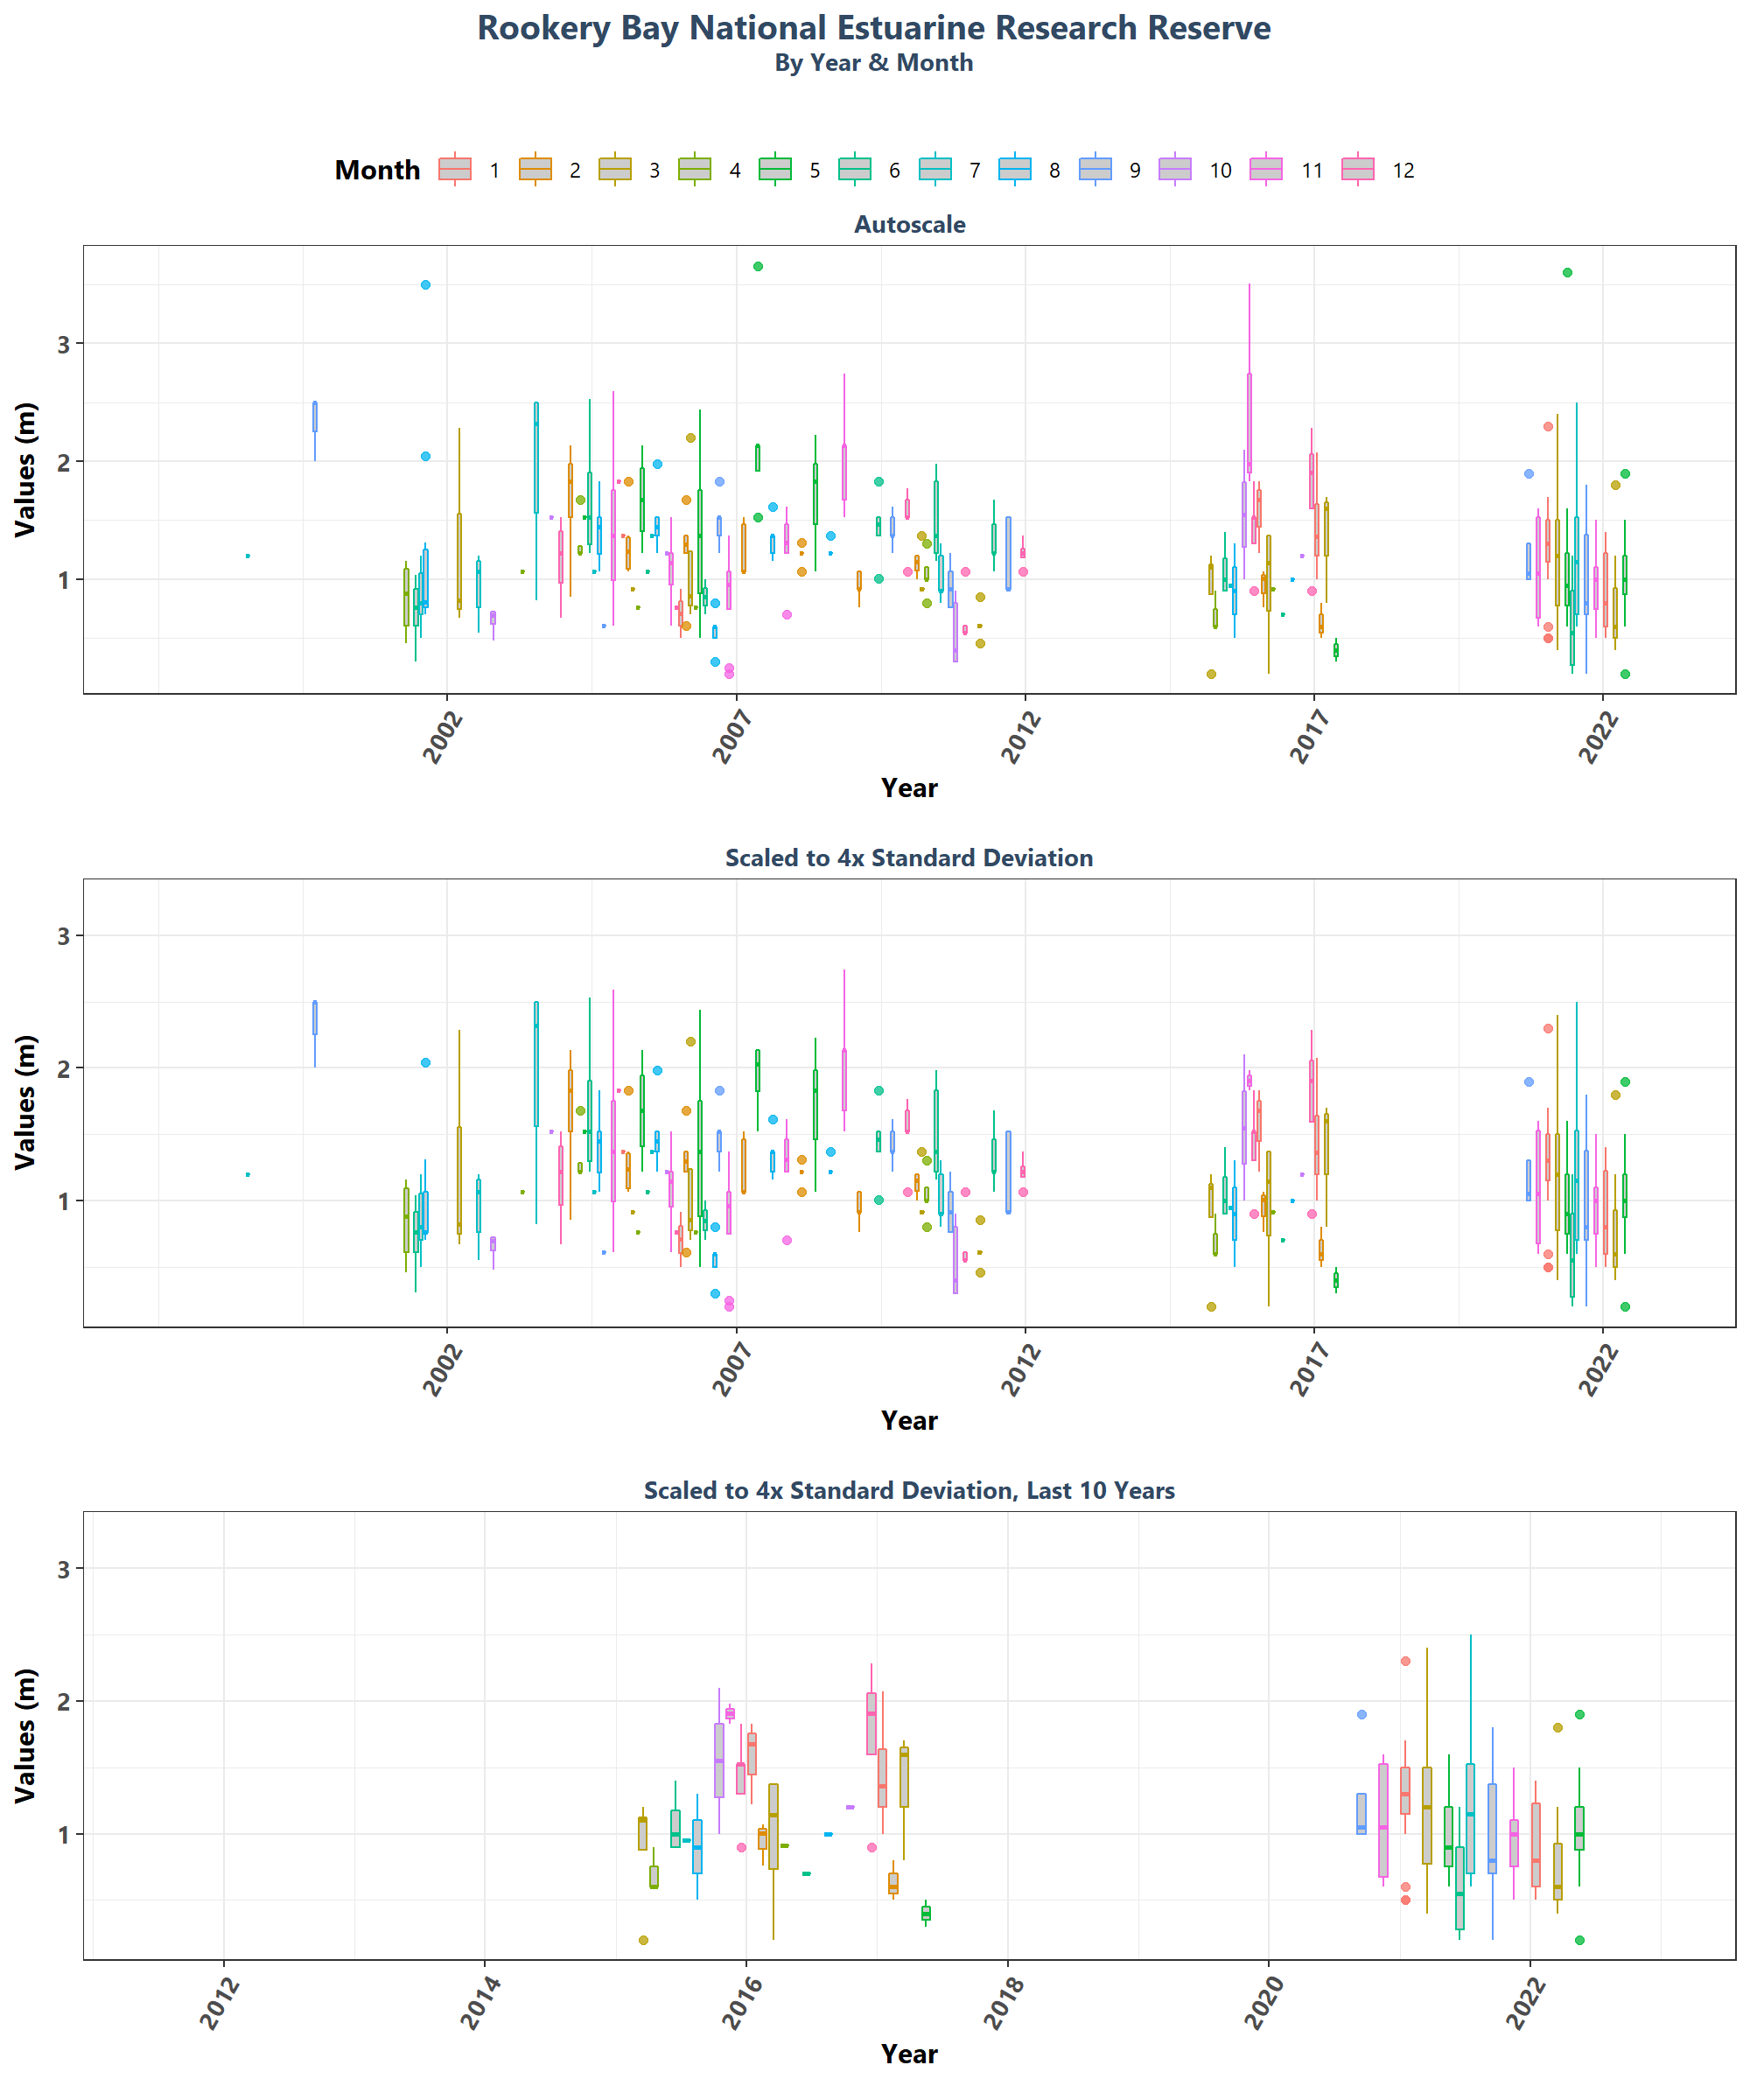 Rookery Bay National Estuarine Research Reserve
By Year & Month
Month 1 2 3 4 5 6 7 8 9 10 11 12
Autoscale
Values (m)
3
2
1
2002 2007 2012 2017 2022
Year
Scaled to 4x Standard Deviation
Values (m)
3
2
1
2002 2007 2012 2017 2022
Year
Scaled to 4x Standard Deviation, Last 10 Years
Values (m)
3
2
1
2012 2014 2016 2018 2020 2022
Year